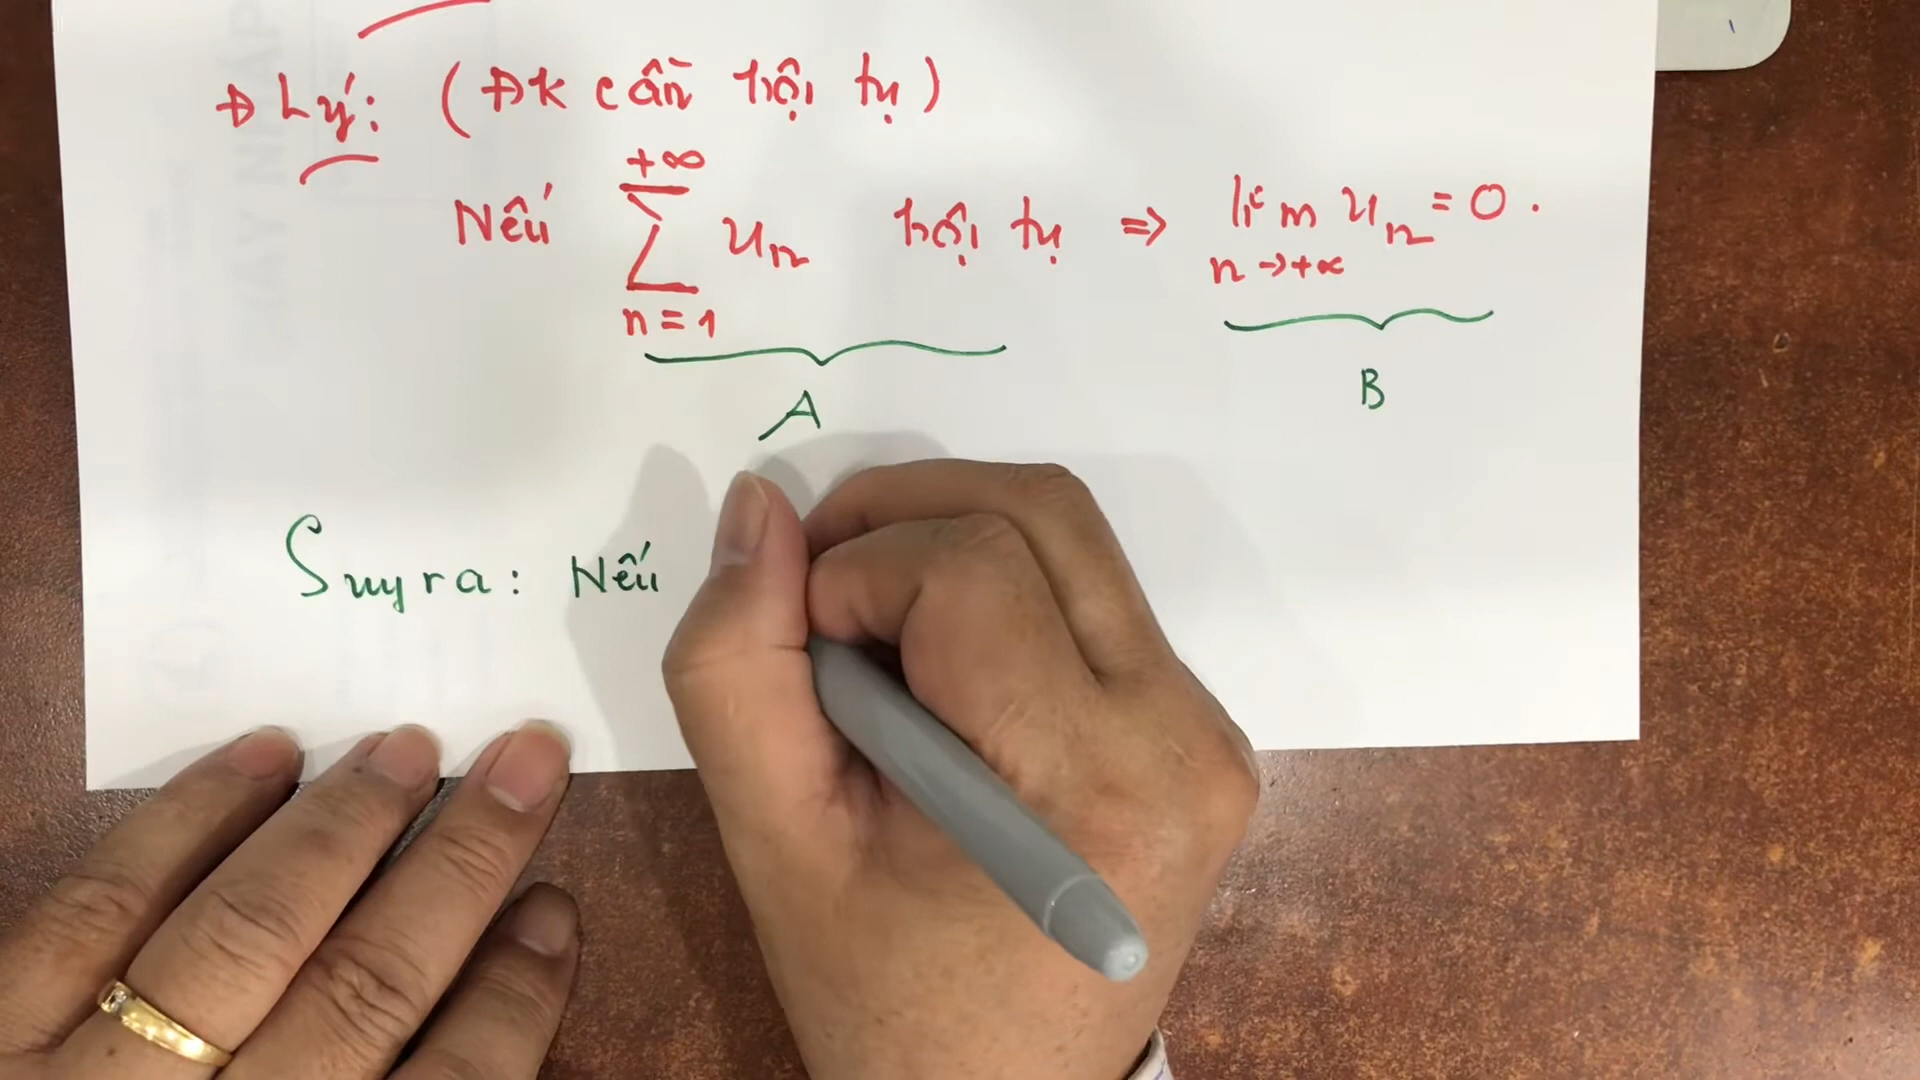 Đ Lý: (ĐK cần hội tụ)
Nếu +∞ ∑ n=1 uₙ hội tụ ⇒ lim n→+∞ uₙ = 0.
A B
Suy ra: Nếu